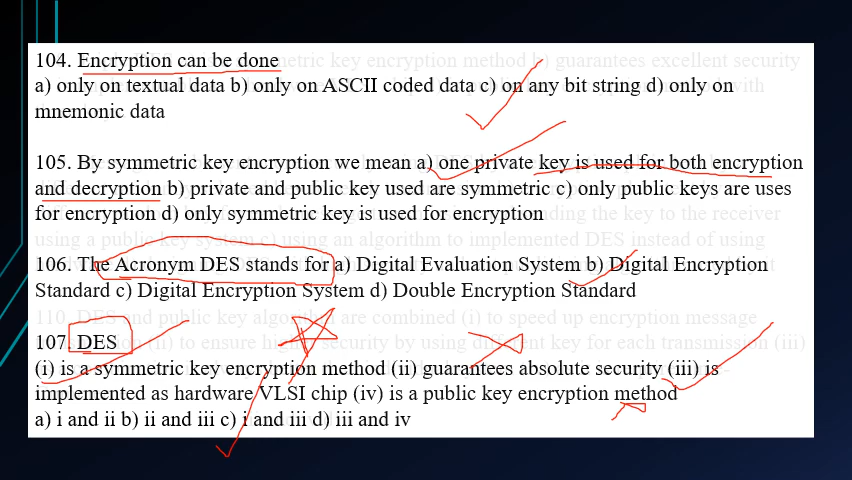 104. Encryption can be done
a) only on textual data b) only on ASCII coded data c) on any bit string d) only on
mnemonic data
105. By symmetric key encryption we mean a) one private key is used for both encryption
and decryption b) private and public key used are symmetric c) only public keys are uses
for encryption d) only symmetric key is used for encryption
106. The Acronym DES stands for a) Digital Evaluation System b) Digital Encryption
Standard c) Digital Encryption System d) Double Encryption Standard
107. DES
(i) is a symmetric key encryption method (ii) guarantees absolute security (iii) is
implemented as hardware VLSI chip (iv) is a public key encryption method
a) i and ii b) ii and iii c) i and iii d) iii and iv